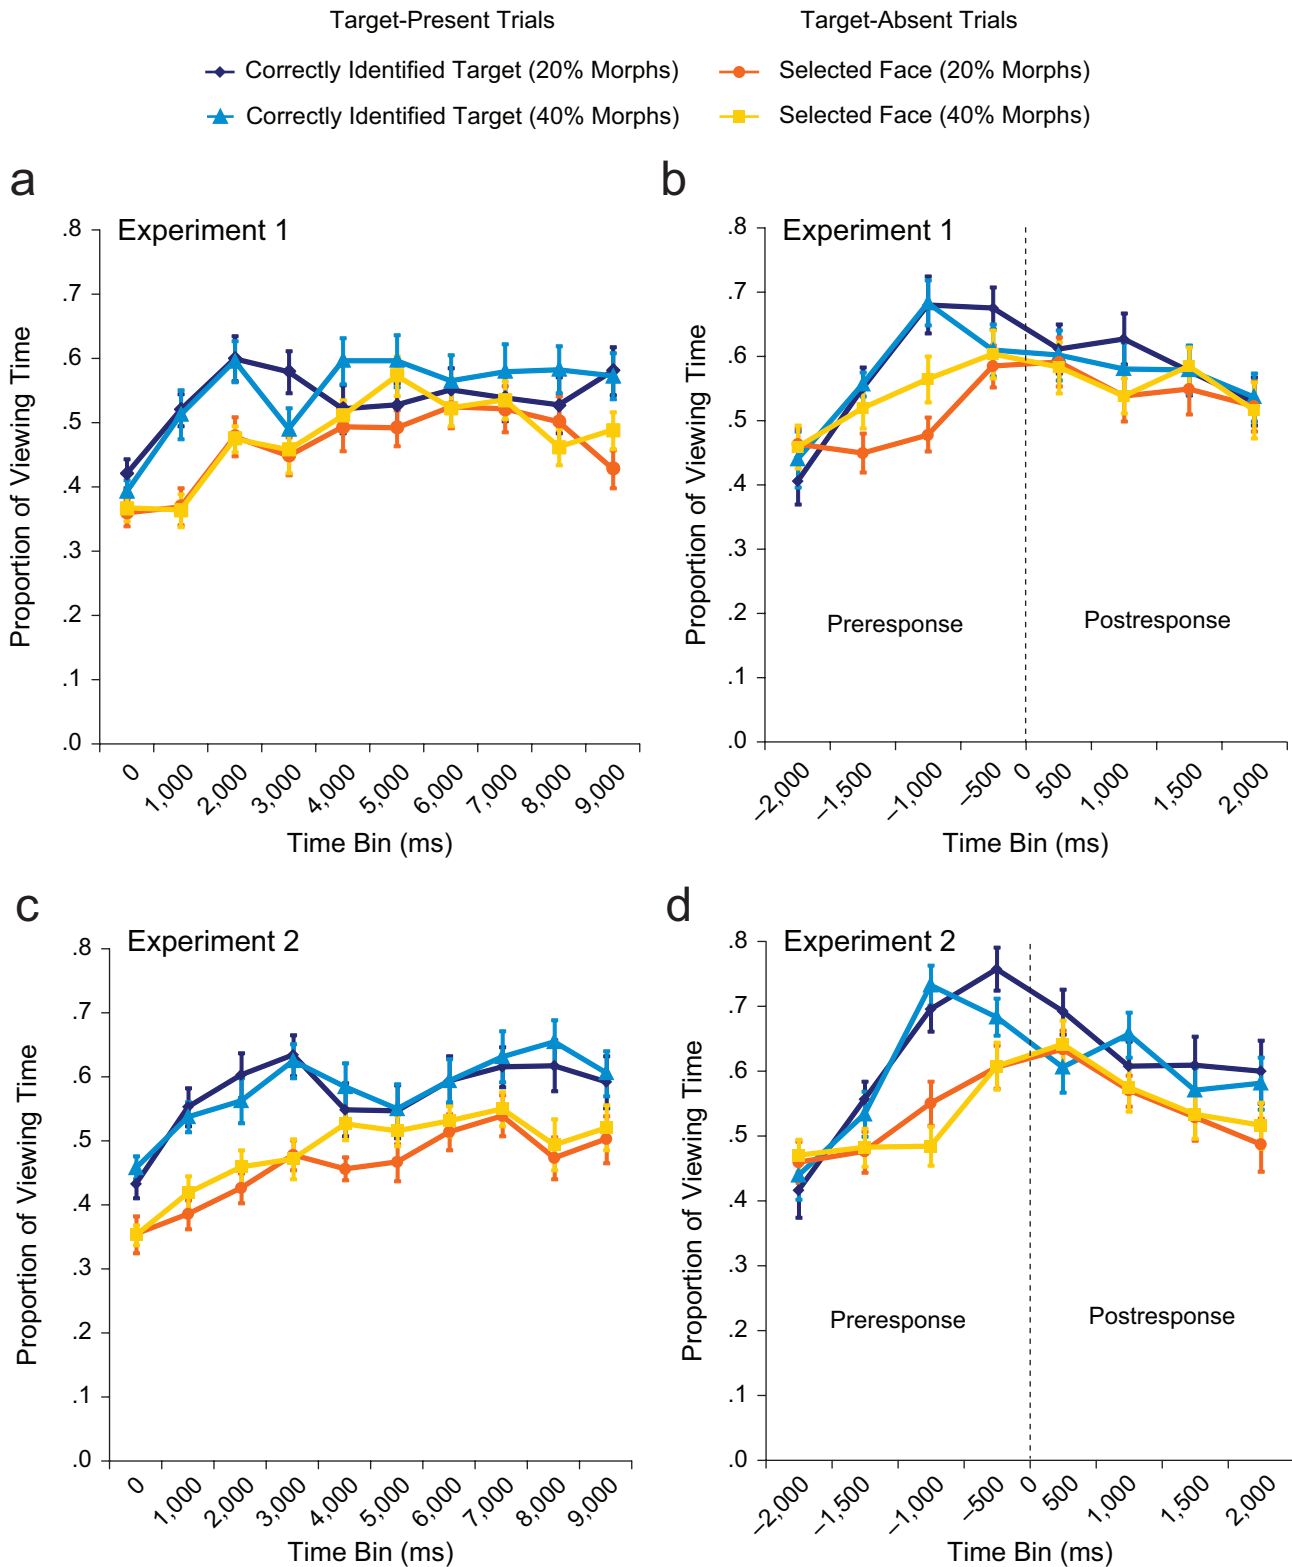 Target-Present Trials
Target-Absent Trials
Correctly Identified Target (20% Morphs)
Selected Face (20% Morphs)
Correctly Identified Target (40% Morphs)
Selected Face (40% Morphs)
a
Experiment 1
Proportion of Viewing Time
.8
.7
.6
.5
.4
.3
.2
.1
.0
0
1,000
2,000
3,000
4,000
5,000
6,000
7,000
8,000
9,000
Time Bin (ms)
b
Experiment 1
Proportion of Viewing Time
.8
.7
.6
.5
.4
.3
.2
.1
.0
Preresponse
Postresponse
–2,000
–1,500
–1,000
–500
0
500
1,000
1,500
2,000
Time Bin (ms)
c
Experiment 2
Proportion of Viewing Time
.8
.7
.6
.5
.4
.3
.2
.1
.0
0
1,000
2,000
3,000
4,000
5,000
6,000
7,000
8,000
9,000
Time Bin (ms)
d
Experiment 2
Proportion of Viewing Time
.8
.7
.6
.5
.4
.3
.2
.1
.0
Preresponse
Postresponse
–2,000
–1,500
–1,000
–500
0
500
1,000
1,500
2,000
Time Bin (ms)